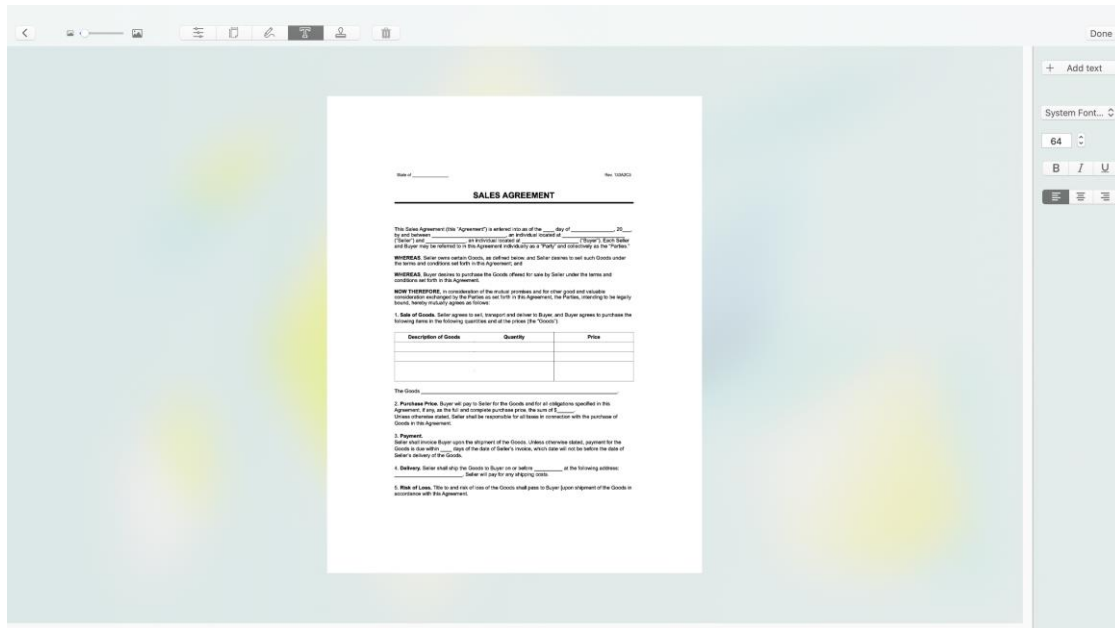 Done
+ Add text
System Font...
64
B I U
State of ______________
SALES AGREEMENT
This Sales Agreement (this "Agreement") is entered into as of the ____ day of ________________, 20___,
by and between ____________________________, an individual located at ____________________________
("Seller") and _______________, an individual located at _____________________ ("Buyer"). Each Seller
and Buyer may be referred to in this Agreement individually as a "Party" and collectively as the "Parties."
WHEREAS, Seller owns certain Goods, as defined below, and Seller desires to sell such Goods under
the terms and conditions set forth in this Agreement; and
WHEREAS, Buyer desires to purchase the Goods offered for sale by Seller under the terms and
conditions set forth in this Agreement.
NOW THEREFORE, in consideration of the mutual promises and for other good and valuable
consideration exchanged by the Parties as set forth in this Agreement, the Parties, intending to be legally
bound, hereby mutually agrees as follows:
1. Sale of Goods. Seller agrees to sell, transport and deliver to Buyer, and Buyer agrees to purchase the
following items in the following quantities and at the prices (the "Goods"):
Description of Goods Quantity Price
The Goods ______________________________________________.
2. Purchase Price. Buyer will pay to Seller for the Goods and for all obligations specified in this
Agreement, if any, as the full and complete purchase price, the sum of $______.
Unless otherwise stated, Seller shall be responsible for all taxes in connection with the purchase of
Goods in this Agreement.
3. Payment.
Seller shall invoice Buyer upon the shipment of the Goods. Unless otherwise stated, payment for the
Goods is due within ____ days of the date of Seller's invoice, which date will not be before the date of
Seller's delivery of the Goods.
4. Delivery. Seller shall ship the Goods to Buyer on or before __________ at the following address:
________________________. Seller will pay for any shipping costs
5. Risk of Loss. Title to and risk of loss of the Goods shall pass to Buyer [upon shipment of the Goods in
accordance with this Agreement.